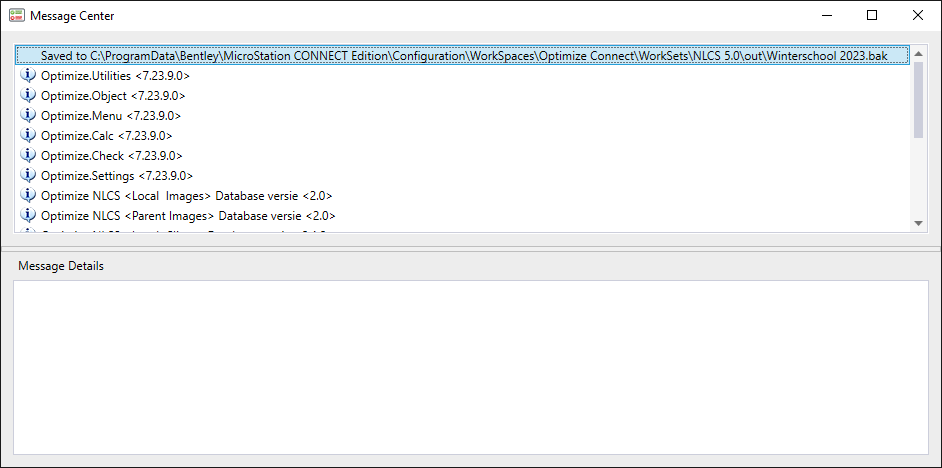 Message Center
Saved to C:\ProgramData\Bentley\MicroStation CONNECT Edition\Configuration\WorkSpaces\Optimize Connect\WorkSets\NLCS 5.0\out\Winterschool 2023.bak
Optimize.Utilities <7.23.9.0>
Optimize.Object <7.23.9.0>
Optimize.Menu <7.23.9.0>
Optimize.Calc <7.23.9.0>
Optimize.Check <7.23.9.0>
Optimize.Settings <7.23.9.0>
Optimize NLCS <Local  Images> Database versie <2.0>
Optimize NLCS <Parent Images> Database versie <2.0>
Message Details